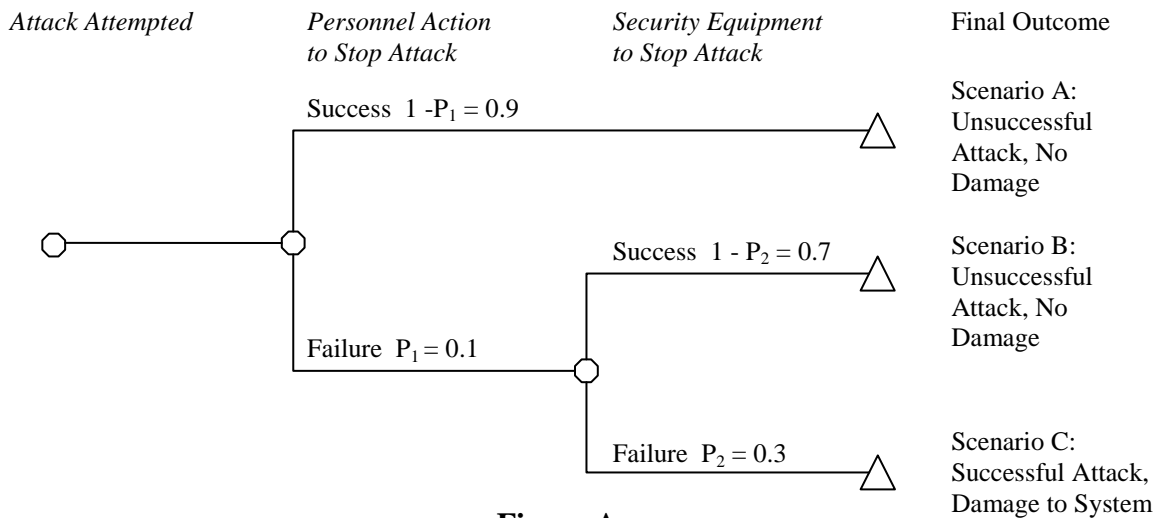 Attack Attempted
Personnel Action
to Stop Attack
Security Equipment
to Stop Attack
Final Outcome
Success 1 -P₁ = 0.9
Scenario A:
Unsuccessful
Attack, No
Damage
Success 1 - P₂ = 0.7
Scenario B:
Unsuccessful
Attack, No
Damage
Failure P₁ = 0.1
Failure P₂ = 0.3
Scenario C:
Successful Attack,
Damage to System